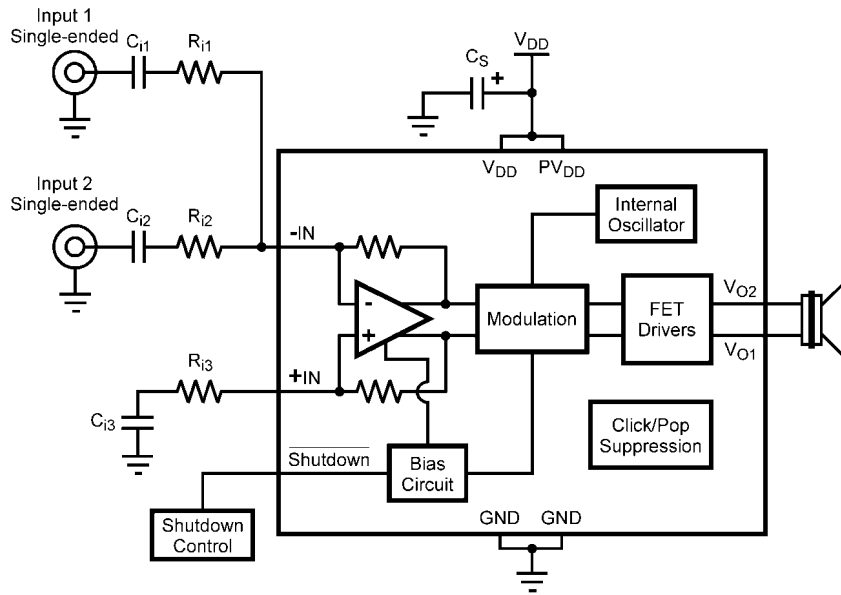 Input 1
Single-ended
Ci1
Ri1
VDD
CS
+
VDD
PVDD
Input 2
Single-ended
Ci2
Ri2
-IN
Internal
Oscillator
-
+
Modulation
FET
Drivers
VO2
VO1
Ri3
+IN
Ci3
Click/Pop
Suppression
Shutdown
Bias
Circuit
Shutdown
Control
GND
GND